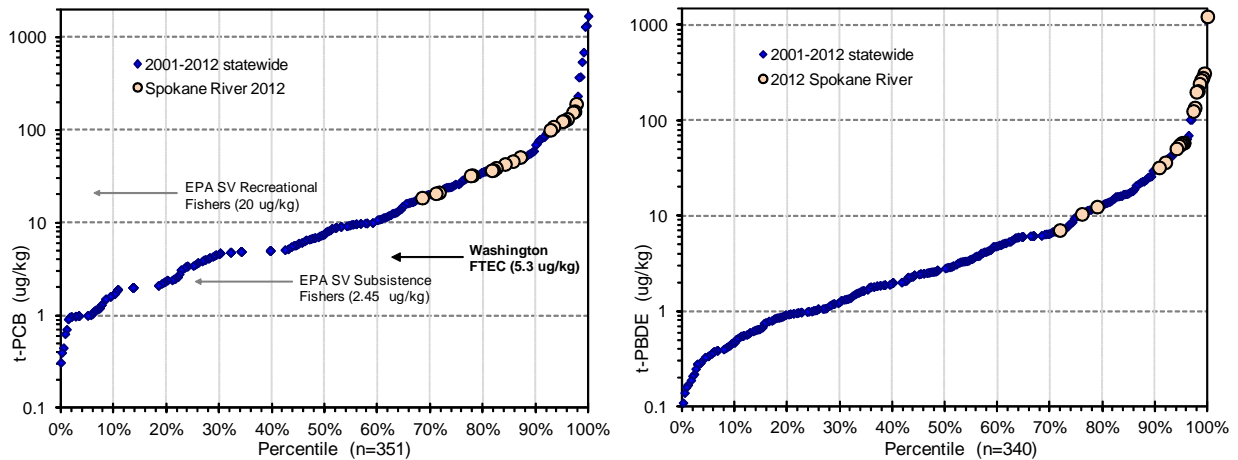 1000
100
10
1
0.1
t-PCB (ug/kg)
2001-2012 statewide
Spokane River 2012
EPA SV Recreational
Fishers (20 ug/kg)
Washington
FTEC (5.3 ug/kg)
EPA SV Subsistence
Fishers (2.45 ug/kg)
0% 10% 20% 30% 40% 50% 60% 70% 80% 90% 100%
Percentile (n=351)
1000
100
10
1
0.1
t-PBDE (ug/kg)
2001-2012 statewide
2012 Spokane River
0% 10% 20% 30% 40% 50% 60% 70% 80% 90% 100%
Percentile (n=340)